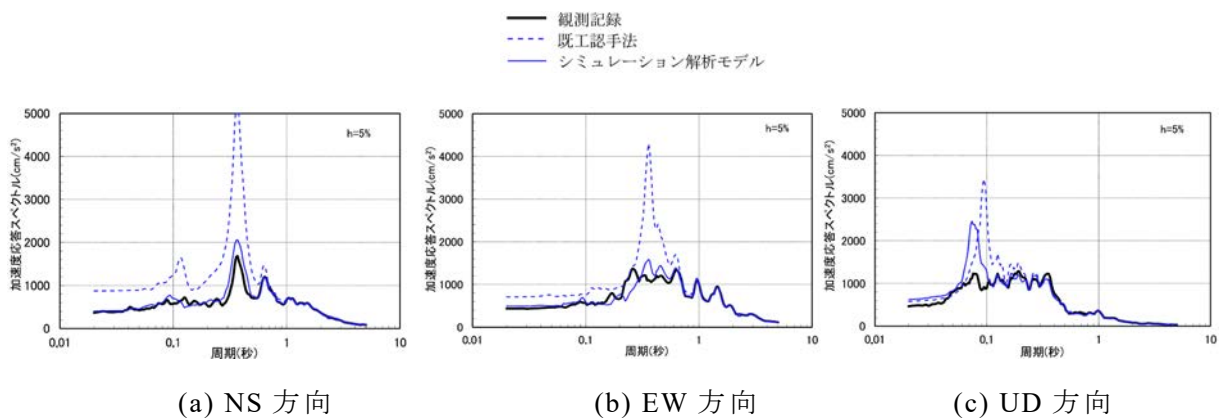 観測記録
既工認手法
シミュレーション解析モデル
加速度応答スペクトル(cm/s²)
5000
4000
3000
2000
1000
0
h=5%
0.01
0.1
1
10
周期(秒)
(a) NS 方向
加速度応答スペクトル(cm/s²)
5000
4000
3000
2000
1000
0
h=5%
0.01
0.1
1
10
周期(秒)
(b) EW 方向
加速度応答スペクトル(cm/s²)
5000
4000
3000
2000
1000
0
h=5%
0.01
0.1
1
10
周期(秒)
(c) UD 方向